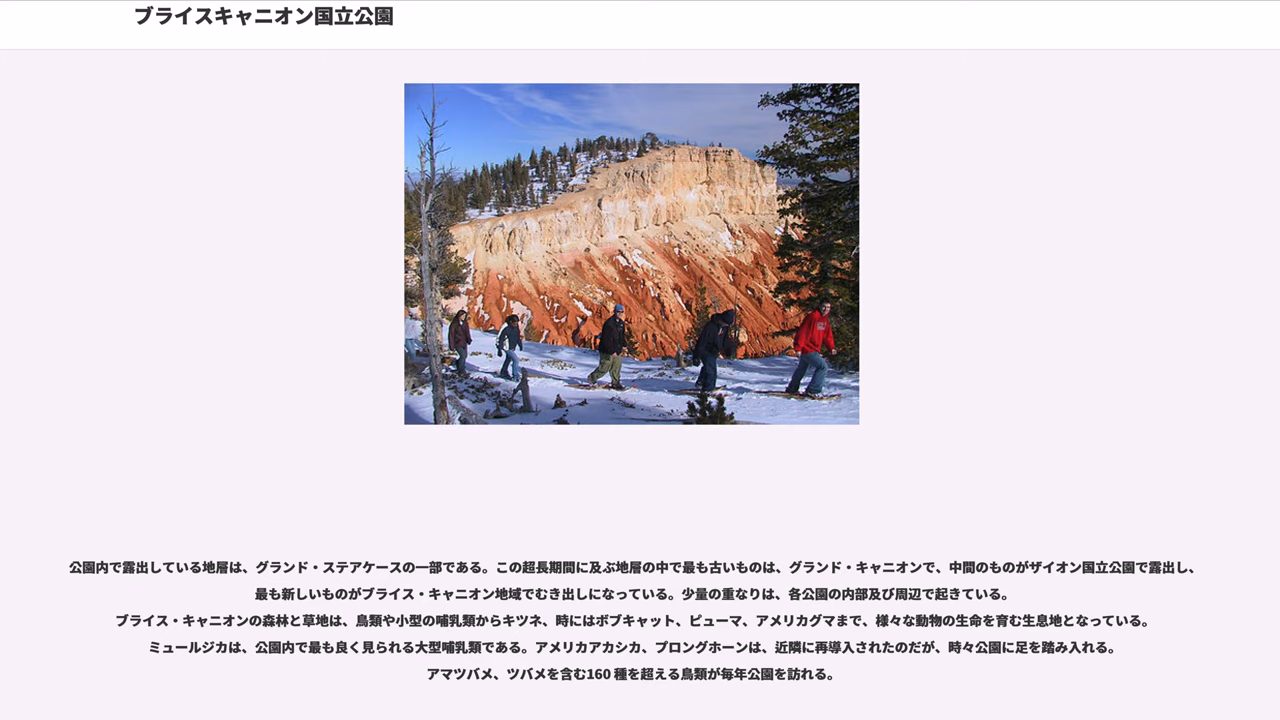 ブライスキャニオン国立公園
公園内で露出している地層は、グランド・ステアケースの一部である。この超長期間に及ぶ地層の中で最も古いものは、グランド・キャニオンで、中間のものがザイオン国立公園で露出し、
最も新しいものがブライス・キャニオン地域でむき出しになっている。少量の重なりは、各公園の内部及び周辺で起きている。
ブライス・キャニオンの森林と草地は、鳥類や小型の哺乳類からキツネ、時にはボブキャット、ピューマ、アメリカグマまで、様々な動物の生命を育む生息地となっている。
ミュールジカは、公園内で最も良く見られる大型哺乳類である。アメリカアカシカ、プロングホーンは、近隣に再導入されたのだが、時々公園に足を踏み入れる。
アマツバメ、ツバメを含む160 種を超える鳥類が毎年公園を訪れる。